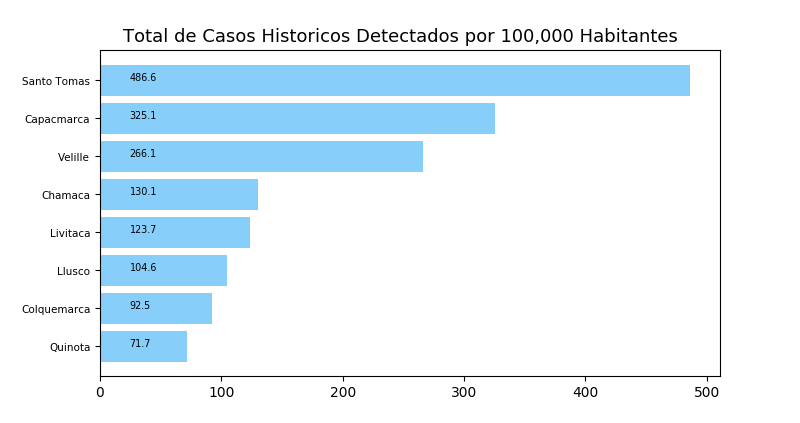 Total de Casos Historicos Detectados por 100,000 Habitantes
Santo Tomas 486.6
Capacmarca 325.1
Velille 266.1
Chamaca 130.1
Livitaca 123.7
Llusco 104.6
Colquemarca 92.5
Quinota 71.7
0 100 200 300 400 500